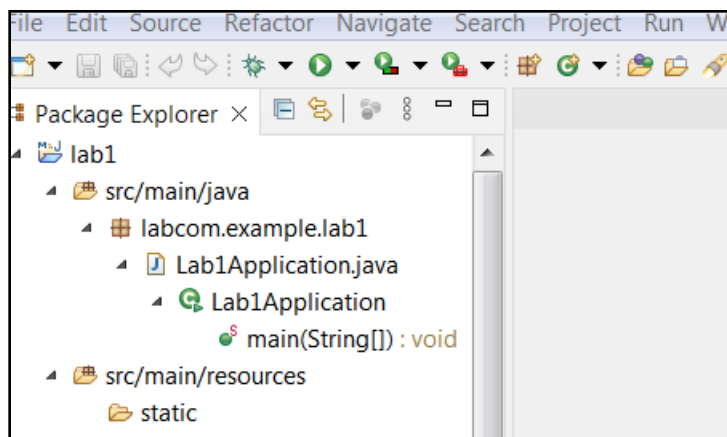 File Edit Source Refactor Navigate Search Project Run W
Package Explorer
lab1
src/main/java
labcom.example.lab1
Lab1Application.java
Lab1Application
main(String[]) : void
src/main/resources
static